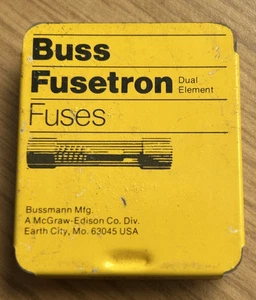 Buss
Fusetron Dual
Element
Fuses
Bussmann Mfg.
A McGraw-Edison Co. Div.
Earth City, Mo. 63045 USA